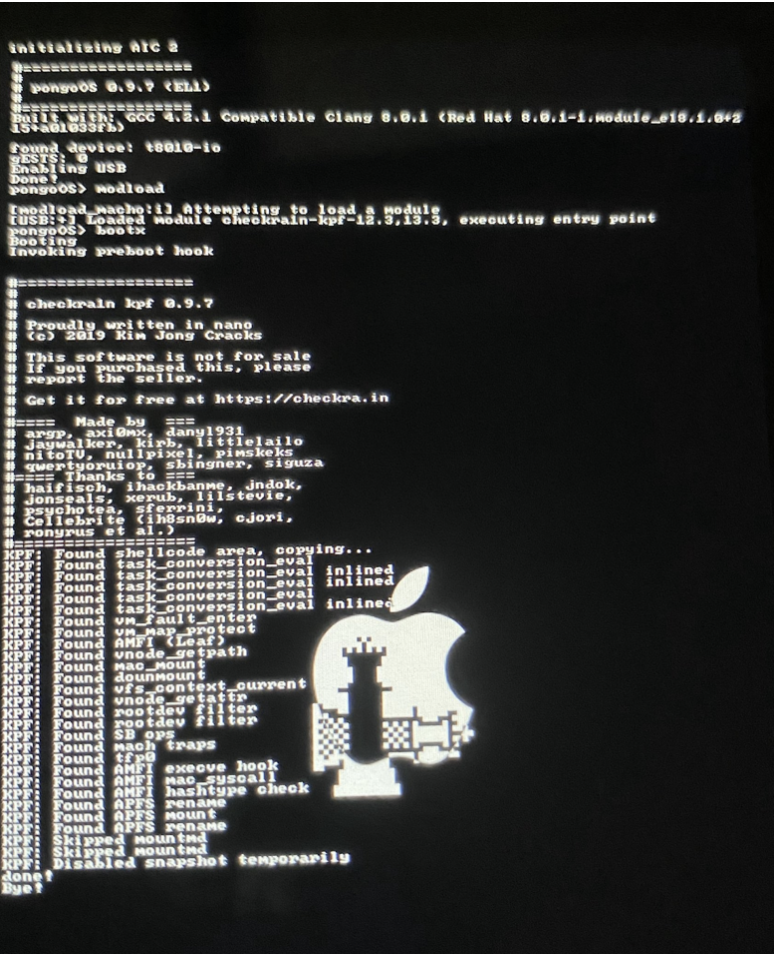 initializing AIC 2
#==================
#
# pongoOS 0.9.7 (EL1)
#
#==================
Built with: GCC 4.2.1 Compatible Clang 8.0.1 (Red Hat 8.0.1-1.module_el8.1.0+2
15+a01033fb)
found device: t8010-io
gESTS: 0
Enabling USB
Done!
pongoOS> modload
[modload_macho:i] Attempting to load a module
[USB:+] Loaded module checkra1n-kpf-12.3,13.3, executing entry point
pongoOS> bootx
Booting
Invoking preboot hook
#==================
#
# checkra1n kpf 0.9.7
#
# Proudly written in nano
# (c) 2019 Kim Jong Cracks
#
# This software is not for sale
# If you purchased this, please
# report the seller.
#
# Get it for free at https://checkra.in
#
#==== Made by ===
# argp, axi0mx, danyl931
# jaywalker, kirb, littlelailo
# nitoTV, nullpixel, pimskeks
# qwertyoruiop, sbingner, siguza
#==== Thanks to ===
# haifisch, ihackbanme, jndok,
# jonseals, xerub, lilstevie,
# psychotea, sferrini,
# Cellebrite (ih8sn0w, cjori,
# ronyrus et al.)
#==================
KPF: Found shellcode area, copying...
KPF: Found task_conversion_eval
KPF: Found task_conversion_eval inlined
KPF: Found task_conversion_eval inlined
KPF: Found task_conversion_eval
KPF: Found task_conversion_eval inlined
KPF: Found vm_fault_enter
KPF: Found vm_map_protect
KPF: Found AMFI (Leaf)
KPF: Found vnode_getpath
KPF: Found mac_mount
KPF: Found dounmount
KPF: Found vfs_context_current
KPF: Found vnode_getattr
KPF: Found rootdev filter
KPF: Found rootdev filter
KPF: Found SB ops
KPF: Found mach traps
KPF: Found tfp0
KPF: Found AMFI execve hook
KPF: Found AMFI mac_syscall
KPF: Found AMFI hashtype check
KPF: Found APFS rename
KPF: Found APFS mount
KPF: Found APFS rename
KPF: Skipped mountmd
KPF: Skipped mountmd
KPF: Disabled snapshot temporarily
done!
Bye!